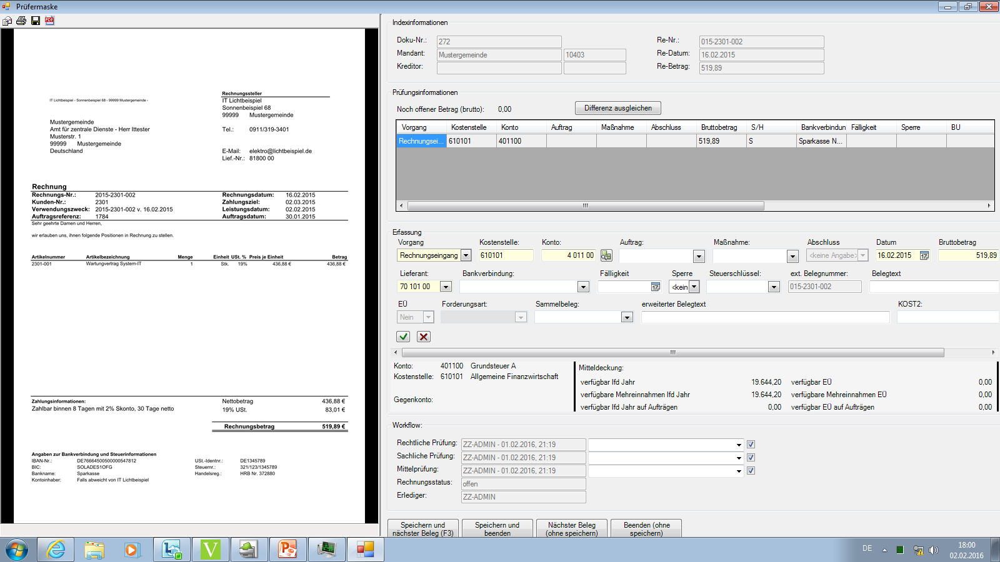 Prüfermaske
IT Lichtbeispiel - Sonnenbeispiel 68 - 99999 Mustergemeinde -
Rechnungssteller
IT Lichtbeispiel
Sonnenbeispiel 68
99999 Mustergemeinde
Mustergemeinde
Amt für zentrale Dienste - Herr Ittester
Musterstr. 1
99999 Mustergemeinde
Deutschland
Tel.: 0911/319-3401
E-Mail: elektro@lichtbeispiel.de
Lief.-Nr.: 81800 00
Rechnung
Rechnungs-Nr.: 2015-2301-002 Rechnungsdatum: 16.02.2015
Kunden-Nr.: 2301 Zahlungsziel: 02.03.2015
Verwendungszweck: 2015-2301-002 v. 16.02.2015 Leistungsdatum: 02.02.2015
Auftragsreferenz: 1784 Auftragsdatum: 30.01.2015
Sehr geehrte Damen und Herren,
wir erlauben uns, ihnen folgende Positionen in Rechnung zu stellen.
Artikelnummer Artikelbezeichnung Menge Einheit USt. % Preis je Einheit Betrag
2301-001 Wartungvertrag System-IT 1 Stk. 19% 436,88 € 436,88 €
Zahlungsinformationen: Nettobetrag 436,88 €
Zahlbar binnen 8 Tagen mit 2% Skonto, 30 Tage netto 19% USt. 83,01 €
Rechnungsbetrag 519,89 €
Angaben zur Bankverbindung und Steuerinformationen
IBAN-Nr.: DE76664500500000547812 USt.-Identnr.: DE1345789
BIC: SOLADES1OFG Steuernr.: 321/123/1345789
Bankname: Sparkasse Handelsreg.: HRB Nr. 372880
Kontoinhaber: Falls abweicht von IT Lichtbeispiel
Indexinformationen
Doku-Nr.: 272 Re-Nr.: 015-2301-002
Mandant: Mustergemeinde 10403 Re-Datum: 16.02.2015
Kreditor: Re-Betrag: 519,89
Prüfungsinformationen
Noch offener Betrag (brutto): 0,00 Differenz ausgleichen
Vorgang Kostenstelle Konto Auftrag Maßnahme Abschluss Bruttobetrag S/H Bankverbindun Fälligkeit Sperre BU
Rechnungsei... 610101 401100 519,89 S Sparkasse N...
Erfassung
Vorgang Kostenstelle: Konto: Auftrag: Maßnahme: Abschluss Datum Bruttobetrag
Rechnungseingang 610101 4 011 00 <keine Angabe> 16.02.2015 519,89
Lieferant: Bankverbindung: Fälligkeit Sperre Steuerschlüssel: ext. Belegnummer: Belegtext
70 101 00 <kein 015-2301-002
EÜ Forderungsart: Sammelbeleg: erweiterter Belegtext KOST2:
Nein
Konto: 401100 Grundsteuer A
Kostenstelle: 610101 Allgemeine Finanzwirtschaft
Gegenkonto:
Mitteldeckung:
verfügbar lfd Jahr 19.644,20 verfügbar EÜ 0,00
verfügbare Mehreinnahmen lfd Jahr 19.644,20 verfügbare Mehreinnahmen EÜ 0,00
verfügbar lfd Jahr auf Aufträgen 0,00 verfügbar EÜ auf Aufträgen 0,00
Workflow:
Rechtliche Prüfung: ZZ-ADMIN - 01.02.2016, 21:19
Sachliche Prüfung: ZZ-ADMIN - 01.02.2016, 21:19
Mittelprüfung: ZZ-ADMIN - 01.02.2016, 21:19
Rechnungsstatus: offen
Erlediger: ZZ-ADMIN
Speichern und nächster Beleg (F3)
Speichern und beenden
Nächster Beleg (ohne speichern)
Beenden (ohne speichern)
DE
18:00
02.02.2016